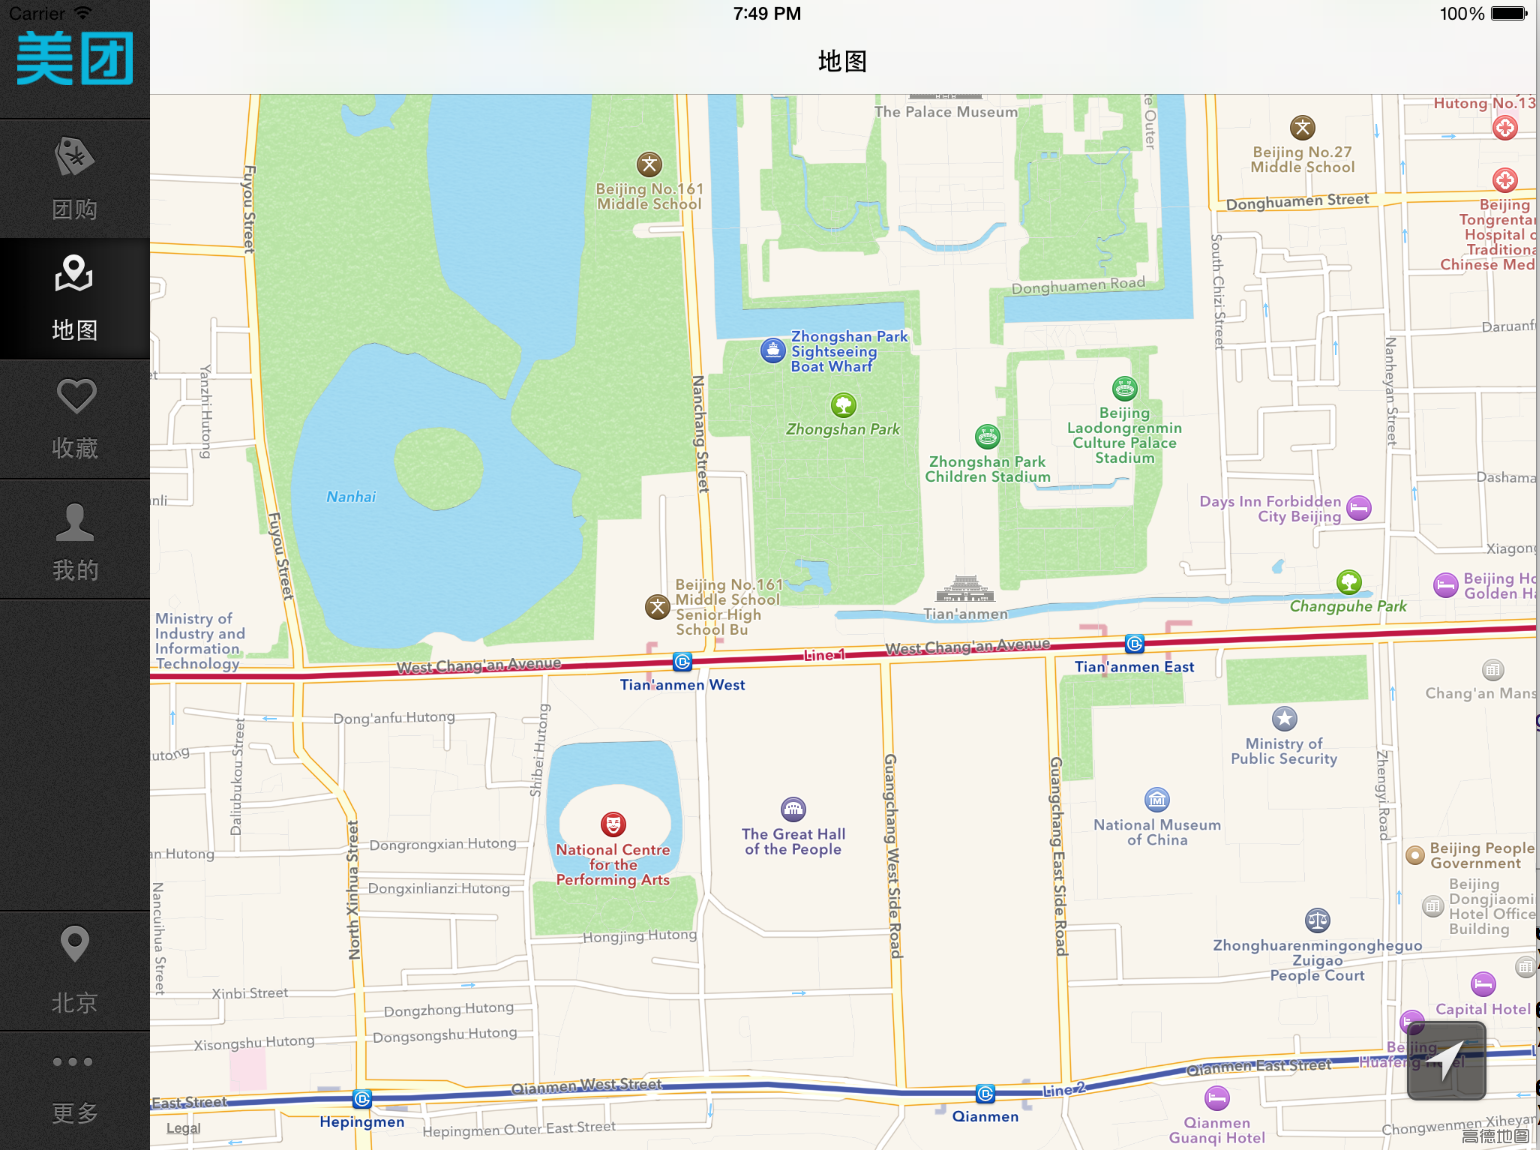 Carrier
7:49 PM
100%
美团
地图
团购
地图
收藏
我的
北京
更多
The Palace Museum
te Outer
Hutong No.13
Beijing No.27
Middle School
Beijing No.161
Middle School
Donghuamen Street
Beijing
Tongrentan
Hospital o
Traditiona
Chinese Med
Fuyou Street
South Chizi Street
Donghuamen Road
Daruanf
Zhongshan Park
Sightseeing
Boat Wharf
Nanheyan Street
Yanzhi Hutong
et
Nanchang Street
Zhongshan Park
Beijing
Laodongrenmin
Culture Palace
Stadium
Zhongshan Park
Children Stadium
Dashama
Nanhai
nli
Days Inn Forbidden
City Beijing
Fuyou Street
Xiagong
Beijing No.161
Middle School
Senior High
School Bu
Tian'anmen
Changpuhe Park
Beijing Ho
Golden Ha
Ministry of
Industry and
Information
Technology
West Chang'an Avenue
Line 1
West Chang'an Avenue
Tian'anmen West
Tian'anmen East
Chang'an Mans
Dong'anfu Hutong
Shibei Hutong
Daliubukou Street
utong
Ministry of
Public Security
Guangchang West Side Road
Guangchang East Side Road
Zhengyi Road
National Museum
of China
The Great Hall
of the People
National Centre
for the
Performing Arts
North Xinhua Street
Dongrongxian Hutong
an Hutong
Dongxinlianzi Hutong
Nancuihua Street
Beijing People
Government
Beijing
Dongjiaomi
Hotel Office
Building
Hongjing Hutong
Zhonghuarenmingongheguo
Zuigao
People Court
Xinbi Street
Dongzhong Hutong
Dongsongshu Hutong
Xisongshu Hutong
Capital Hotel
Beijing
Huafeng Hotel
Qianmen West Street
Line 2
Qianmen East Street
East Street
Hepingmen
Qianmen
Legal
Hepingmen Outer East Street
Qianmen
Guanqi Hotel
Chongwenmen Xiheyan
高德地图